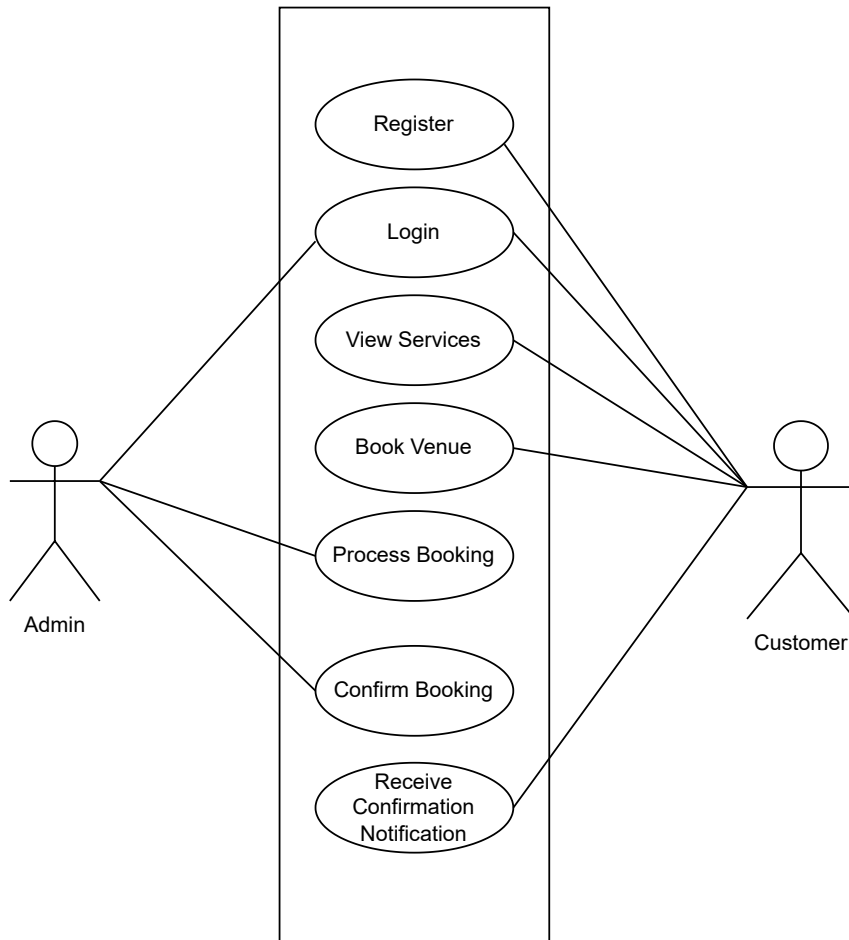 Register
Login
View Services
Book Venue
Process Booking
Admin
Customer
Confirm Booking
Receive
Confirmation
Notification